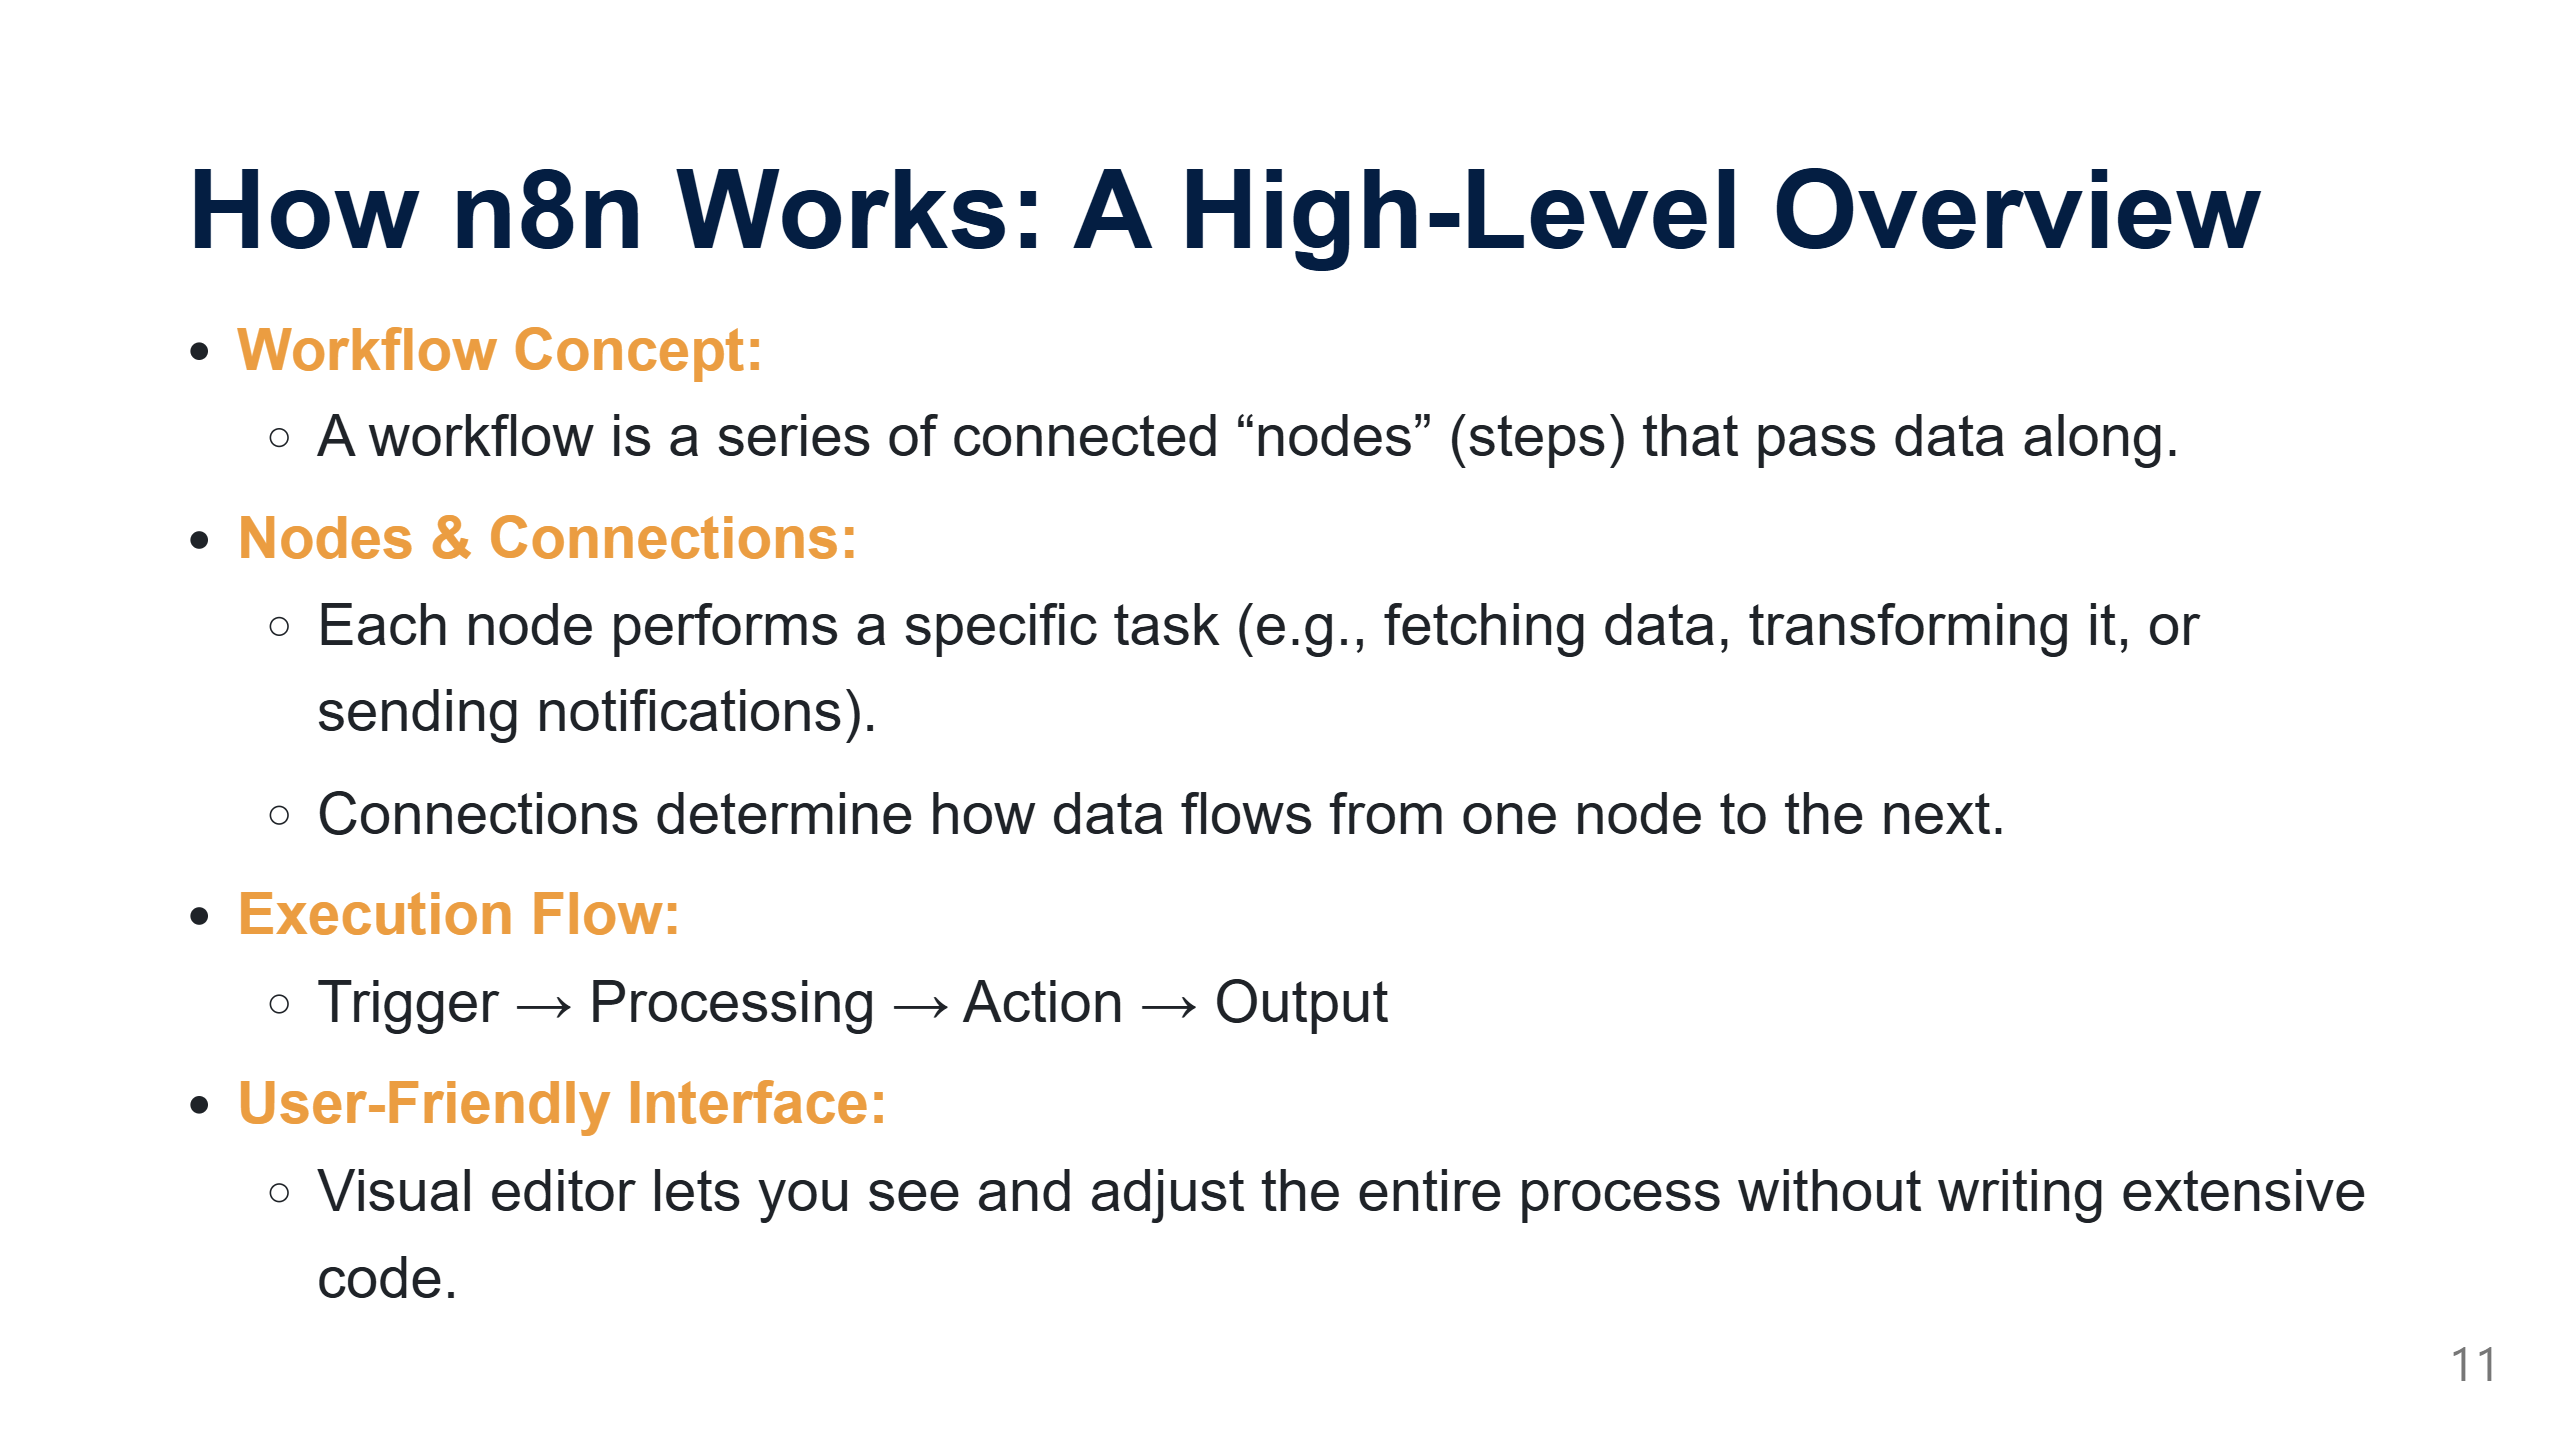 How n8n Works: A High-Level Overview
• Workflow Concept:
◦ A workflow is a series of connected “nodes” (steps) that pass data along.
• Nodes & Connections:
◦ Each node performs a specific task (e.g., fetching data, transforming it, or
sending notifications).
◦ Connections determine how data flows from one node to the next.
• Execution Flow:
◦ Trigger → Processing → Action → Output
• User-Friendly Interface:
◦ Visual editor lets you see and adjust the entire process without writing extensive
code.
11